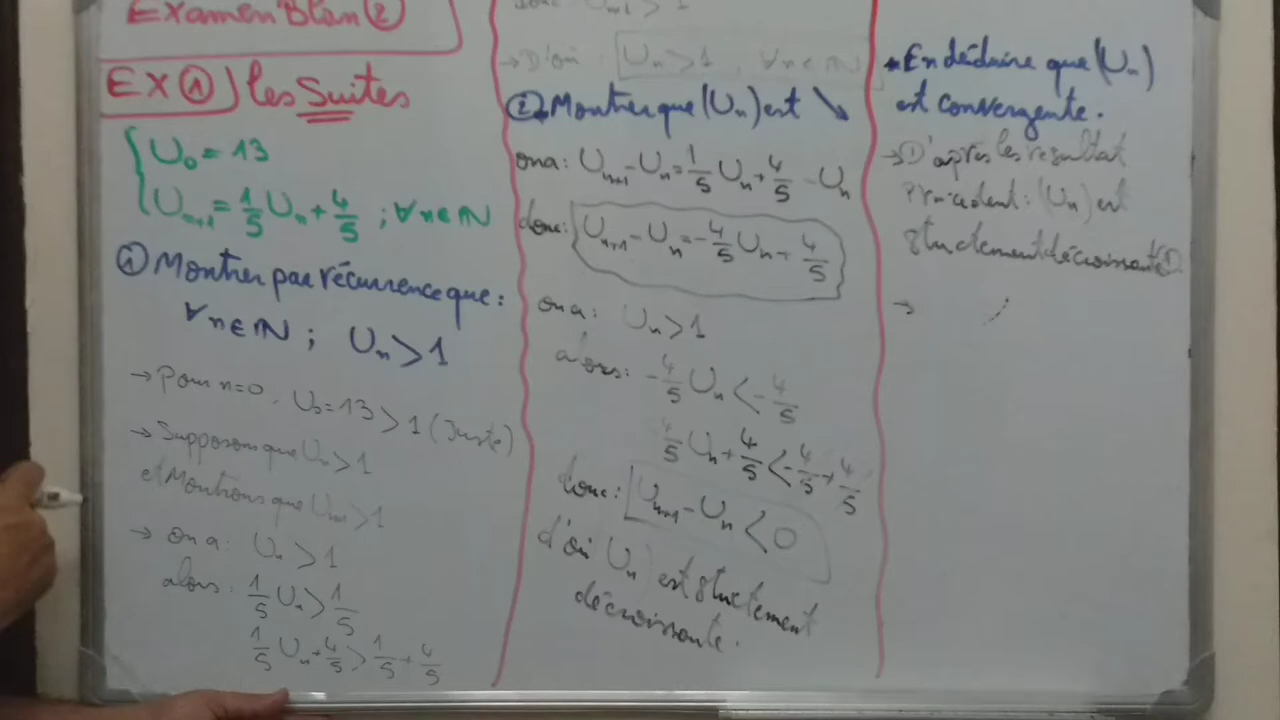 Examen Blanc ②
EX ① les Suites
U₀ = 13
Uₙ₊₁ = 1/5 Uₙ + 4/5 ; ∀n∈ℕ
① Montrer par récurrence que :
∀n∈ℕ ; Uₙ > 1
→ Pour n=0, U₀=13 > 1 (Juste)
→ Supposons que Uₙ > 1
et Montrons que Uₙ₊₁ > 1
→ on a : Uₙ > 1
alors : 1/5 Uₙ > 1/5
1/5 Uₙ + 4/5 > 1/5 + 4/5
donc Uₙ₊₁ > 1
→ D'où : Uₙ > 1, ∀n∈ℕ
② Montrer que (Uₙ) est ↘
on a : Uₙ₊₁ - Uₙ = 1/5 Uₙ + 4/5 - Uₙ
donc : Uₙ₊₁ - Uₙ = -4/5 Uₙ + 4/5
on a : Uₙ > 1
alors : -4/5 Uₙ < -4/5
4/5 Uₙ + 4/5 < -4/5 + 4/5
donc : Uₙ₊₁ - Uₙ < 0
d'où Uₙ est strictement
décroissante.
* En déduire que (Uₙ)
est convergente.
→ D'après les résultat
Précédent : (Uₙ) est
strictement décroissante ①
→